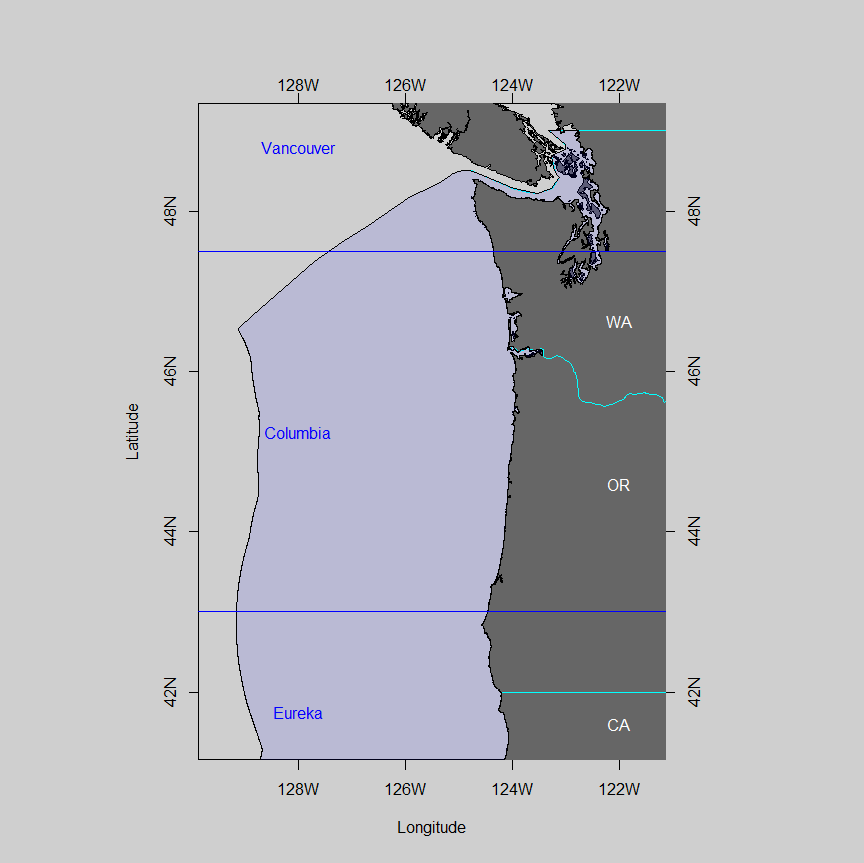 128W 126W 124W 122W
Vancouver
48N 48N
WA
46N 46N
Latitude
Columbia
OR
44N 44N
42N 42N
Eureka
CA
128W 126W 124W 122W
Longitude